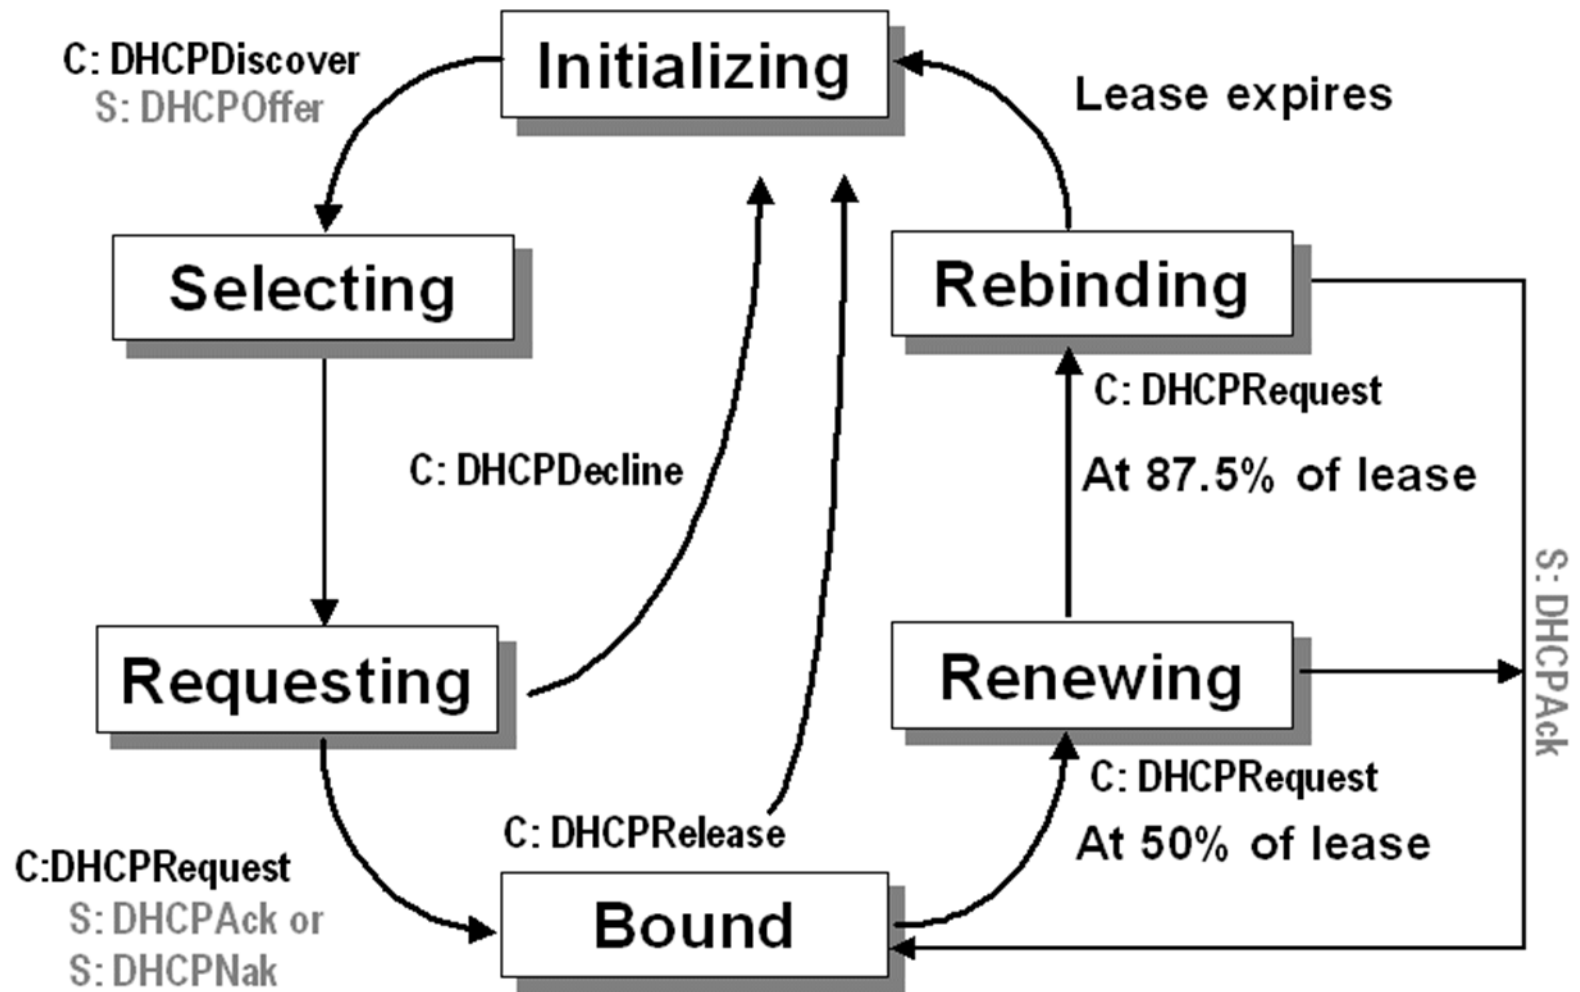 Initializing
C: DHCPDiscover
S: DHCPOffer
Lease expires
Selecting
Rebinding
C: DHCPRequest
C: DHCPDecline
At 87.5% of lease
S: DHCPAck
Requesting
Renewing
C: DHCPRequest
C: DHCPRelease
At 50% of lease
C:DHCPRequest
S: DHCPAck or
S: DHCPNak
Bound